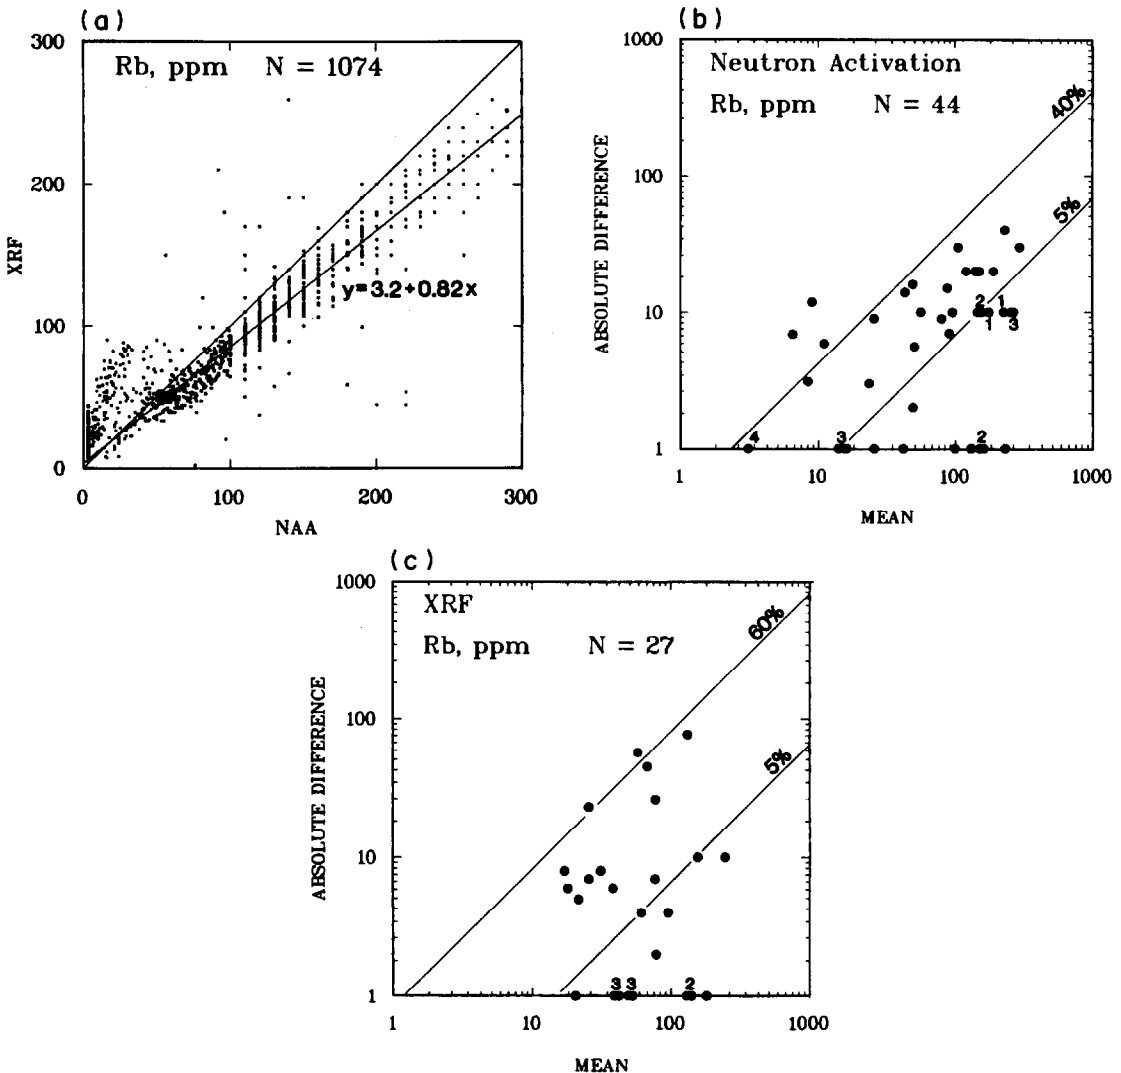 (a)
300
Rb, ppm N = 1074
200
XRF
y=3.2+0.82x
100
0
0 100 200 300
NAA
(b)
1000
Neutron Activation
Rb, ppm N = 44
40%
ABSOLUTE DIFFERENCE
100
5%
10
2 1
1 3
4 3 2
1
1 10 100 1000
MEAN
(c)
1000
XRF
Rb, ppm N = 27
60%
ABSOLUTE DIFFERENCE
100
5%
10
3 3 2
1
1 10 100 1000
MEAN